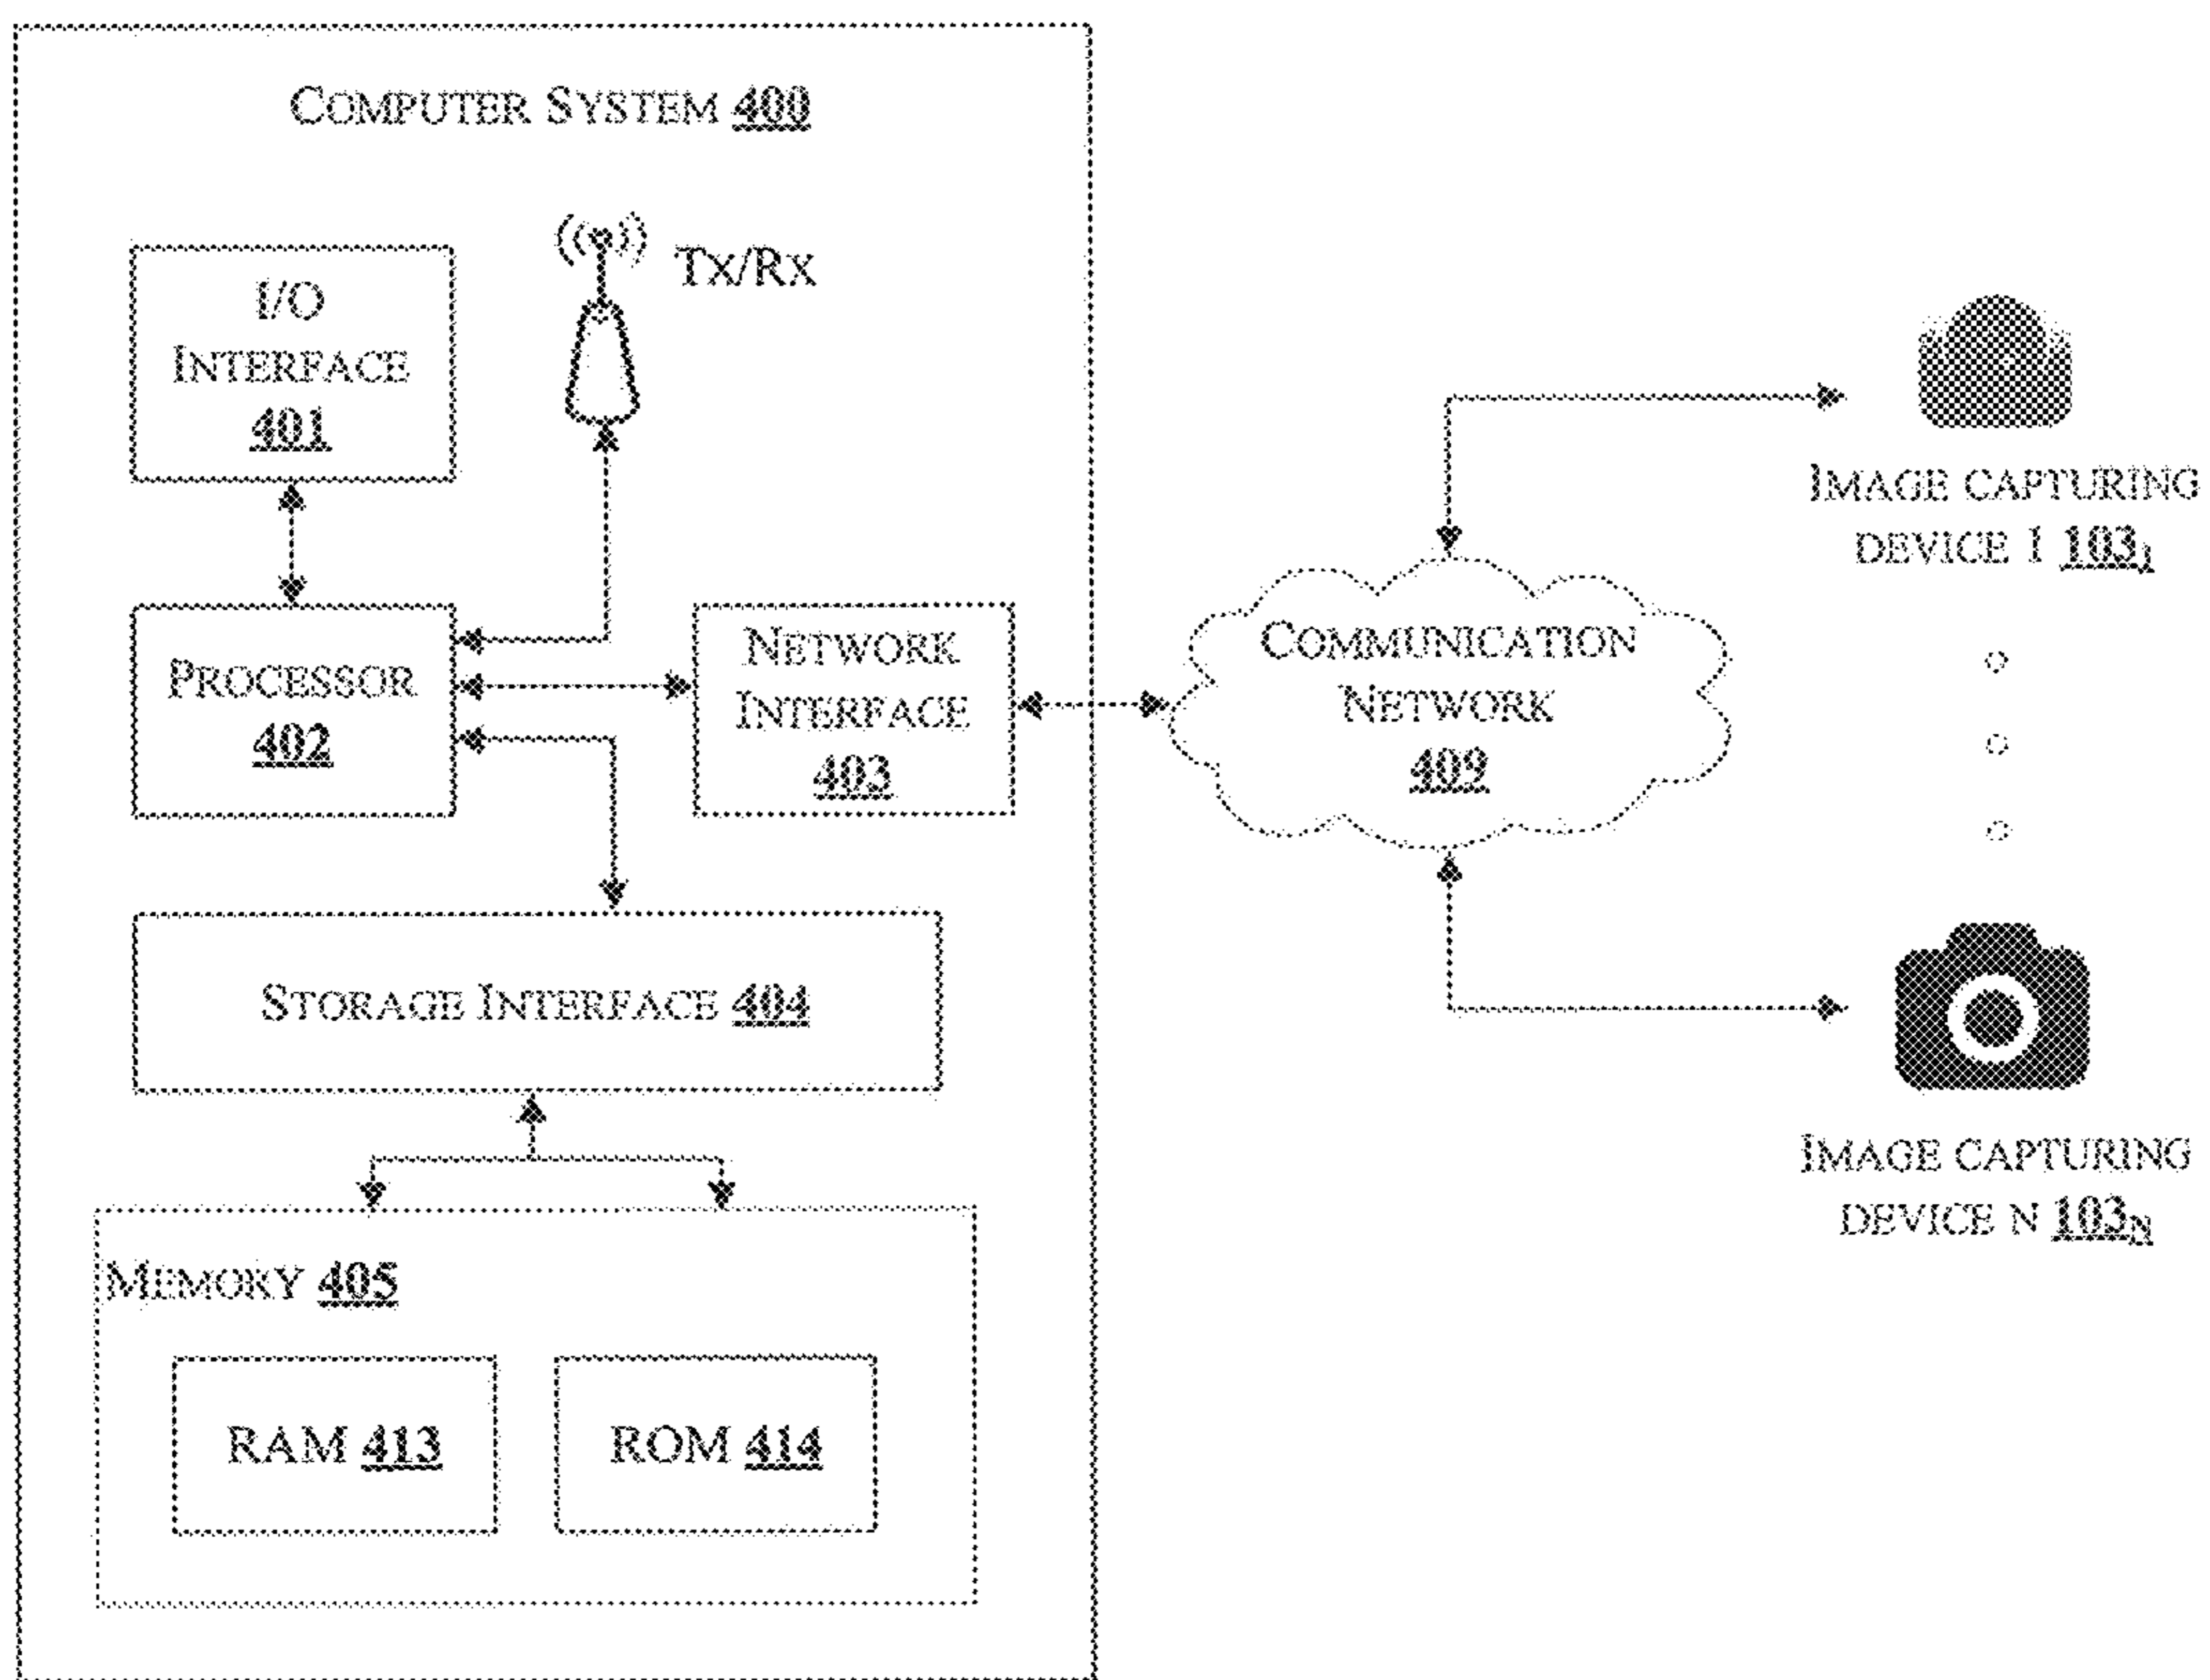 COMPUTER SYSTEM 400
I/O
INTERFACE
401
TX/RX
PROCESSOR
402
NETWORK
INTERFACE
403
STORAGE INTERFACE 404
MEMORY 405
RAM 413
ROM 414
COMMUNICATION
NETWORK
409
IMAGE CAPTURING
DEVICE 1 103₁
IMAGE CAPTURING
DEVICE N 103N